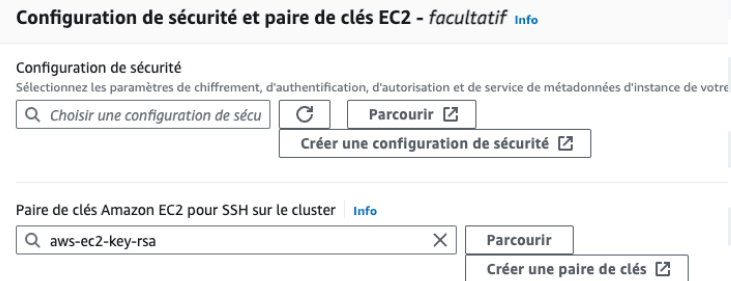 Configuration de sécurité et paire de clés EC2 - facultatif Info
Configuration de sécurité
Sélectionnez les paramètres de chiffrement, d'authentification, d'autorisation et de service de métadonnées d'instance de votre
Choisir une configuration de sécu
Parcourir
Créer une configuration de sécurité
Paire de clés Amazon EC2 pour SSH sur le cluster Info
aws-ec2-key-rsa
Parcourir
Créer une paire de clés